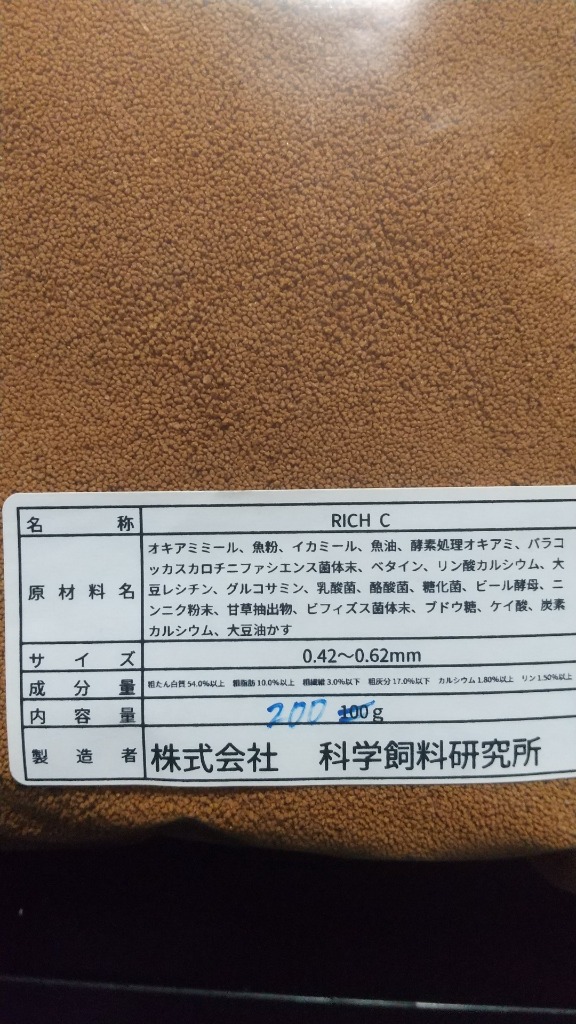 名称 RICH C
原材料名 オキアミミール、魚粉、イカミール、魚油、酵素処理オキアミ、パラコ
ッカスカロチニファシエンス菌体末、ベタイン、リン酸カルシウム、大
豆レシチン、グルコサミン、乳酸菌、酪酸菌、糖化菌、ビール酵母、ニ
ンニク粉末、甘草抽出物、ビフィズス菌体末、ブドウ糖、ケイ酸、炭素
カルシウム、大豆油かす
サイズ 0.42～0.62mm
成分量 粗たん白質 54.0%以上 粗脂肪 10.0%以上 粗繊維 3.0%以下 粗灰分 17.0%以下 カルシウム 1.80%以上 リン 1.50%以上
内容量 200 100g
製造者 株式会社 科学飼料研究所